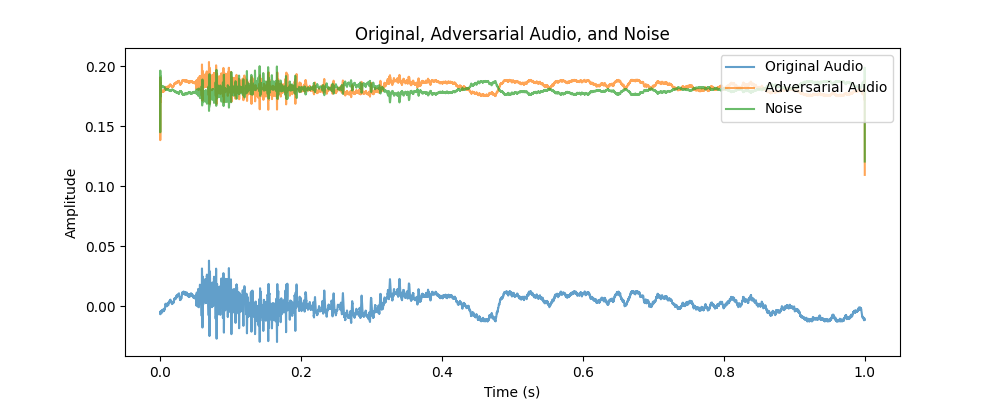 Original, Adversarial Audio, and Noise
Original Audio
Adversarial Audio
Noise
Amplitude
0.20
0.15
0.10
0.05
0.00
0.0 0.2 0.4 0.6 0.8 1.0
Time (s)